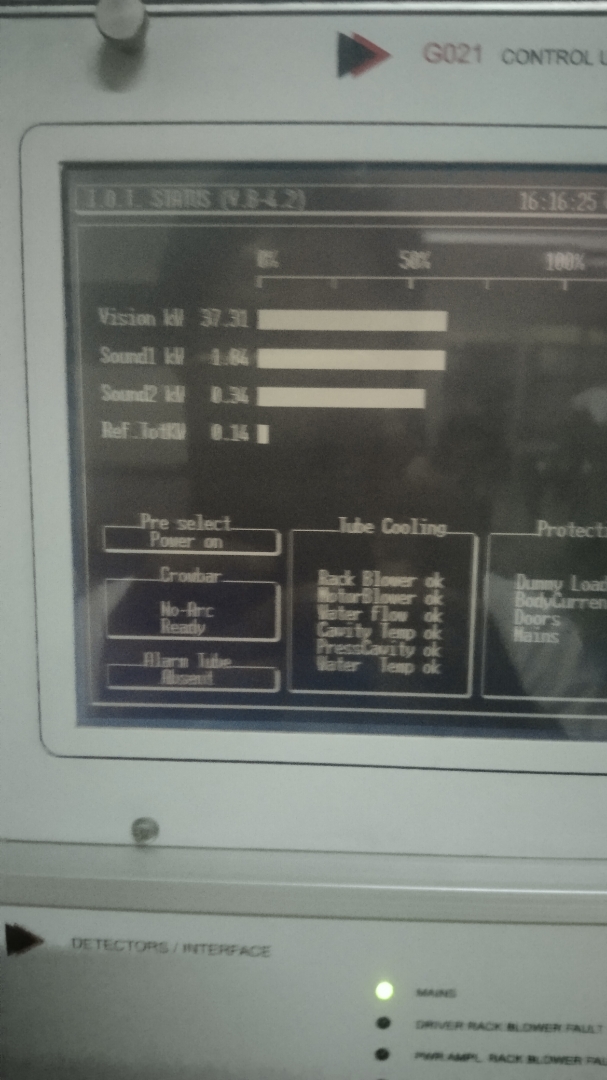 G021 CONTROL U
I.O.T. STATUS (V.B-4.2)
16:16:25
0% 50% 100%
Vision kW 37.31
Sound1 kW 1.84
Sound2 kW 0.34
Ref.TotKW 0.14
Pre select
Power on
Crowbar
No-Arc
Ready
Alarm Tube
Absent
Tube Cooling
Rack Blower ok
MotorBlower ok
Water flow ok
Cavity Temp ok
PressCavity ok
Water Temp ok
Protecti
Dummy Load
BodyCurren
Doors
Mains
DETECTORS / INTERFACE
MAINS
DRIVER RACK BLOWER FAULT
PWR AMPL. RACK BLOWER FAU